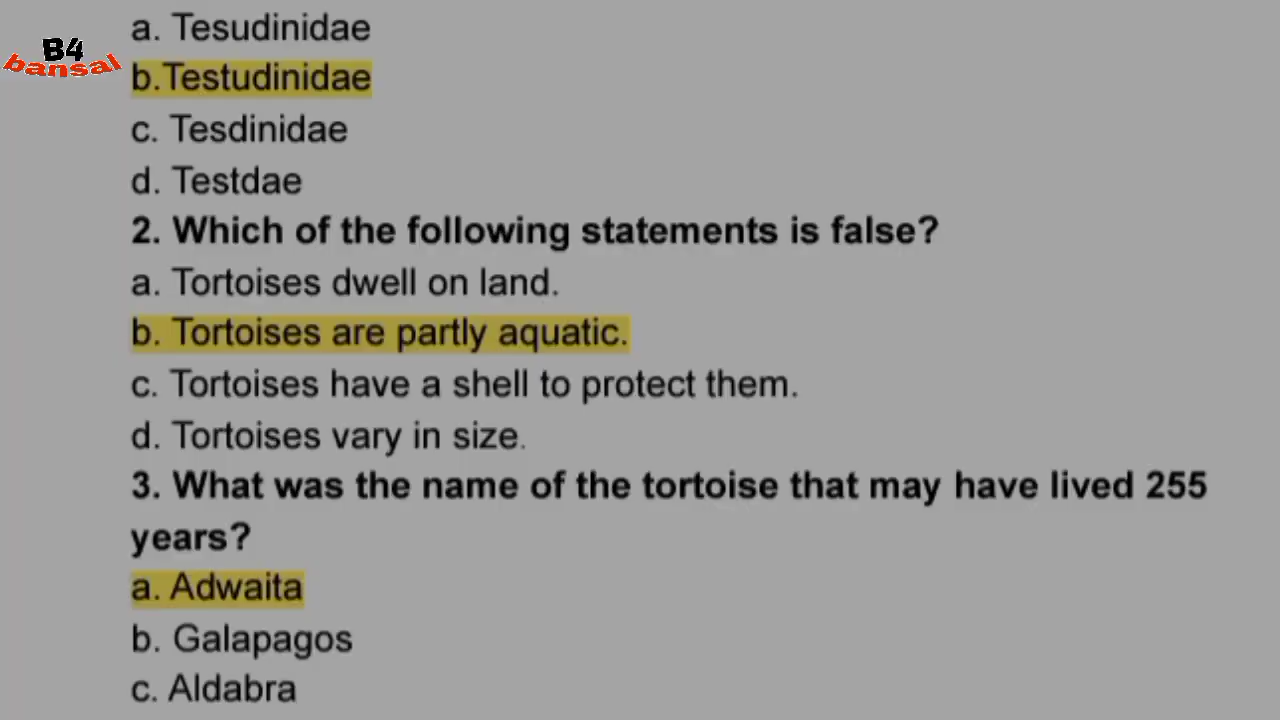 a. Tesudinidae
B4
bansal
b.Testudinidae
c. Tesdinidae
d. Testdae
2. Which of the following statements is false?
a. Tortoises dwell on land.
b. Tortoises are partly aquatic.
c. Tortoises have a shell to protect them.
d. Tortoises vary in size.
3. What was the name of the tortoise that may have lived 255
years?
a. Adwaita
b. Galapagos
c. Aldabra